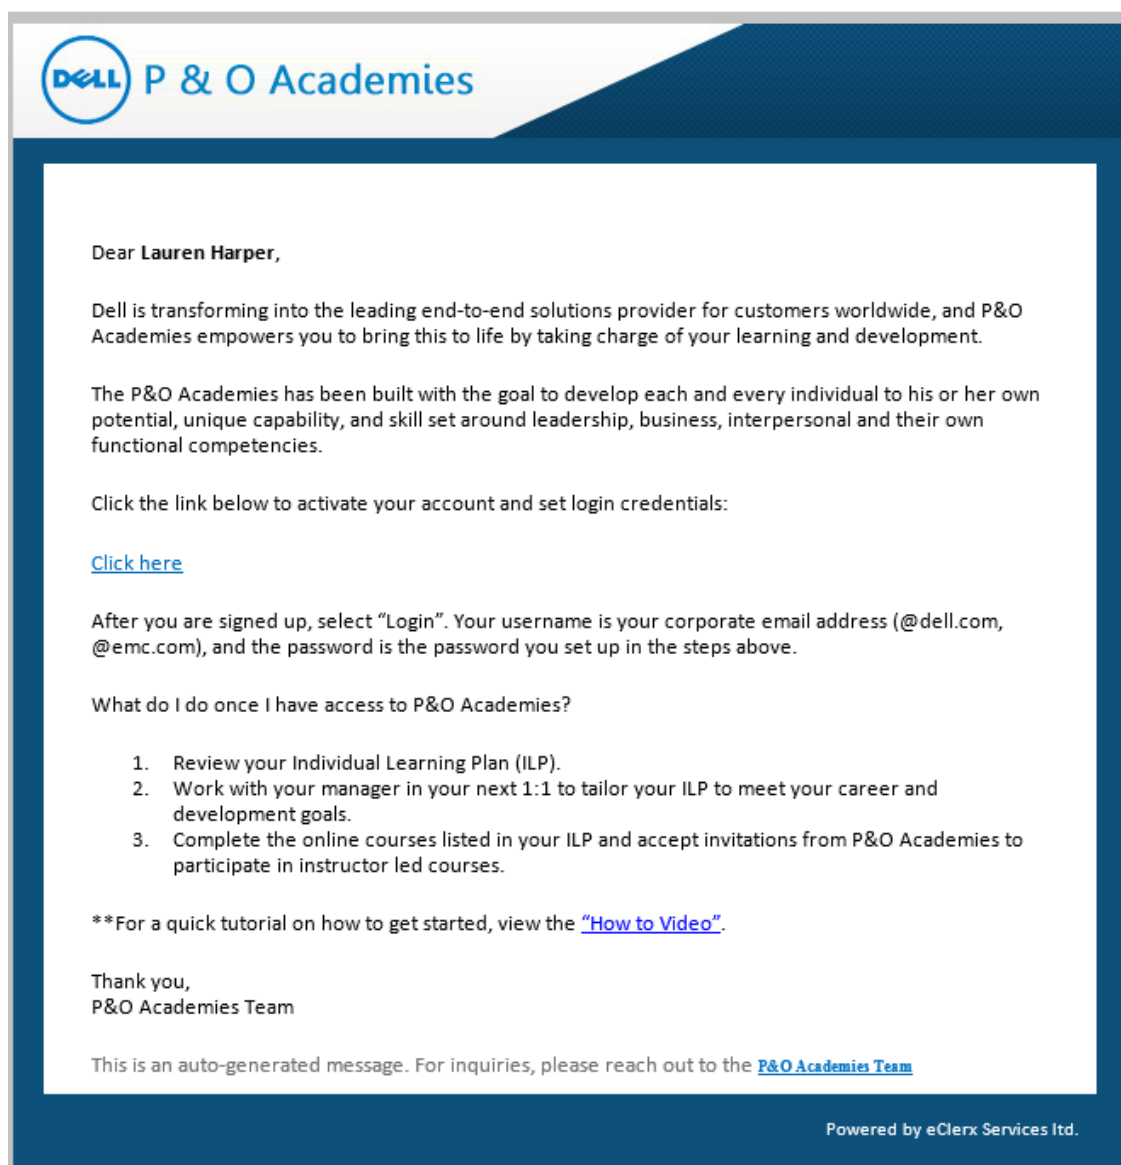 DELL P & O Academies
Dear Lauren Harper,
Dell is transforming into the leading end-to-end solutions provider for customers worldwide, and P&O
Academies empowers you to bring this to life by taking charge of your learning and development.
The P&O Academies has been built with the goal to develop each and every individual to his or her own
potential, unique capability, and skill set around leadership, business, interpersonal and their own
functional competencies.
Click the link below to activate your account and set login credentials:
Click here
After you are signed up, select “Login”. Your username is your corporate email address (@dell.com,
@emc.com), and the password is the password you set up in the steps above.
What do I do once I have access to P&O Academies?
1. Review your Individual Learning Plan (ILP).
2. Work with your manager in your next 1:1 to tailor your ILP to meet your career and
development goals.
3. Complete the online courses listed in your ILP and accept invitations from P&O Academies to
participate in instructor led courses.
**For a quick tutorial on how to get started, view the “How to Video”.
Thank you,
P&O Academies Team
This is an auto-generated message. For inquiries, please reach out to the P&O Academies Team
Powered by eClerx Services ltd.